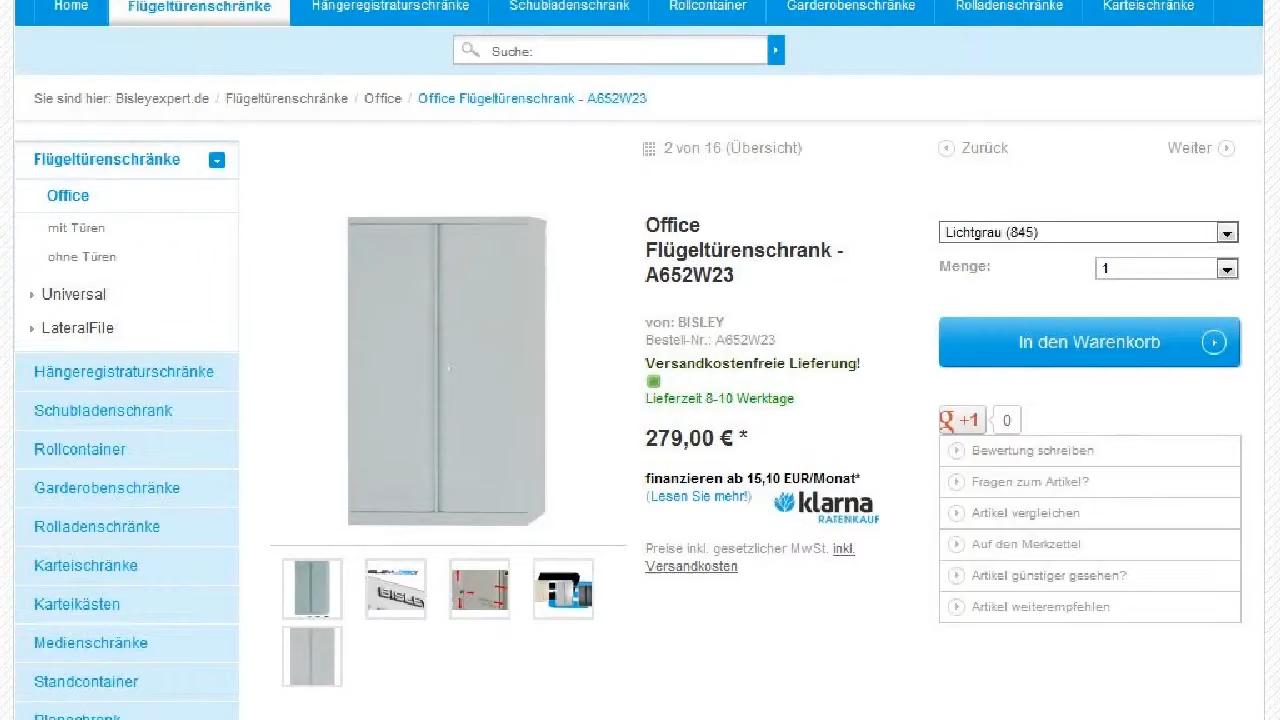 Home
Flügeltürenschränke
Hängeregistraturschränke
Schubladenschrank
Rollcontainer
Garderobenschränke
Rolladenschränke
Karteischränke
Suche:
Sie sind hier: Bisleyexpert.de / Flügeltürenschränke / Office / Office Flügeltürenschrank - A652W23
Flügeltürenschränke
Office
mit Türen
ohne Türen
Universal
LateralFile
Hängeregistraturschränke
Schubladenschrank
Rollcontainer
Garderobenschränke
Rolladenschränke
Karteischränke
Karteikästen
Medienschränke
Standcontainer
Planschrank
2 von 16 (Übersicht)
Zurück
Weiter
BISLEY
Office
Flügeltürenschrank -
A652W23
von: BISLEY
Bestell-Nr.: A652W23
Versandkostenfreie Lieferung!
Lieferzeit 8-10 Werktage
279,00 € *
finanzieren ab 15,10 EUR/Monat*
(Lesen Sie mehr!)
klarna
RATENKAUF
Preise inkl. gesetzlicher MwSt. inkl.
Versandkosten
Lichtgrau (845)
Menge:
1
In den Warenkorb
g +1
0
Bewertung schreiben
Fragen zum Artikel?
Artikel vergleichen
Auf den Merkzettel
Artikel günstiger gesehen?
Artikel weiterempfehlen